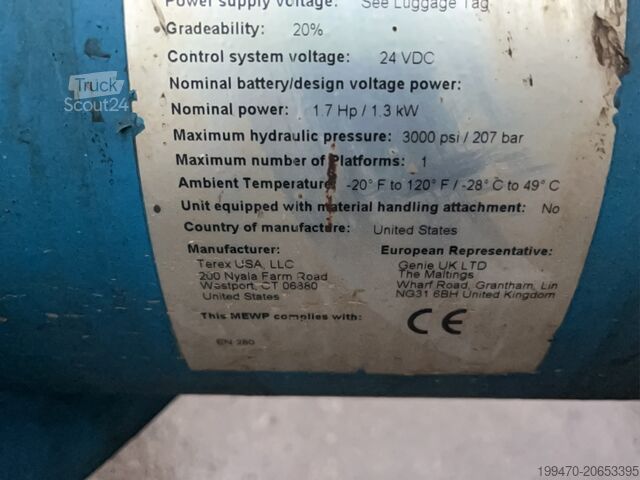 Power supply voltage: See Luggage Tag
Gradeability: 20%
Control system voltage: 24 VDC
Nominal battery/design voltage power:
Nominal power: 1.7 Hp / 1.3 kW
Maximum hydraulic pressure: 3000 psi / 207 bar
Maximum number of Platforms: 1
Ambient Temperature: -20° F to 120° F / -28° C to 49° C
Unit equipped with material handling attachment: No
Country of manufacture: United States
Manufacturer:
Terex USA, LLC
200 Nyala Farm Road
Westport, CT 06880
United States
European Representative:
Genie UK LTD
The Maltings
Wharf Road, Grantham, Lin
NG31 6BH United Kingdom
This MEWP complies with:
CE
EN 280
Truck
Scout24
199470-20653395